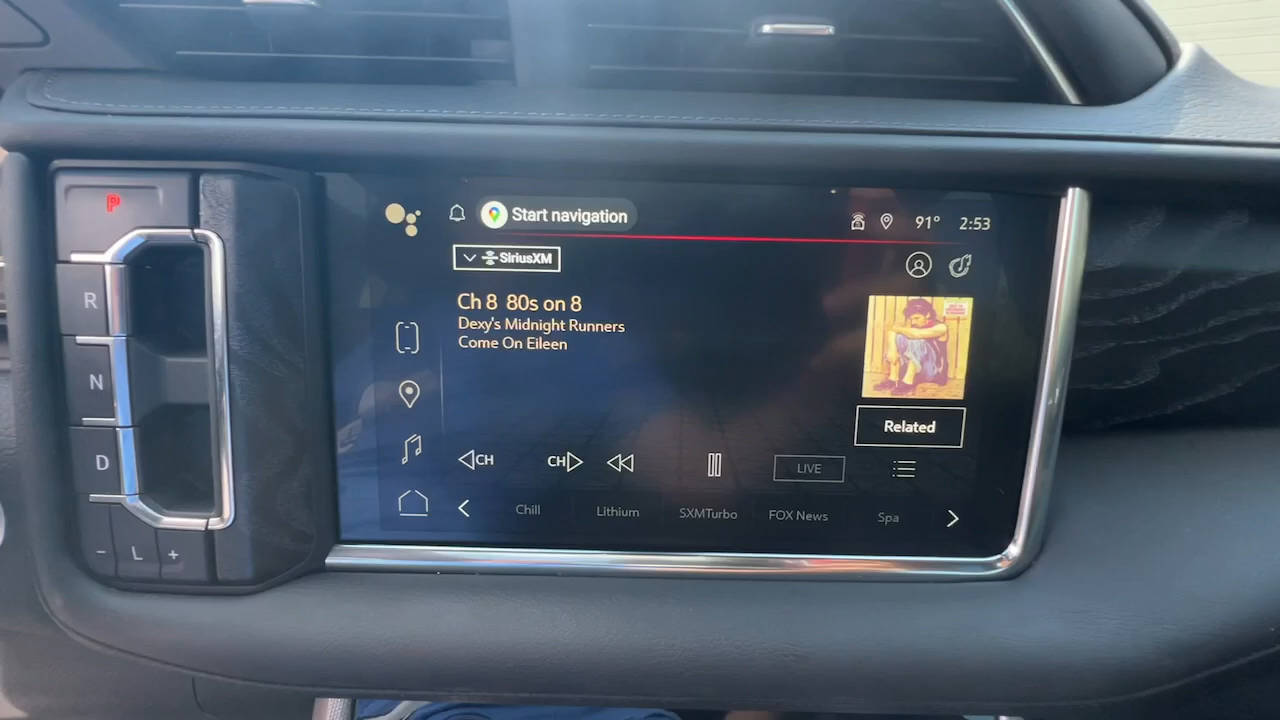 P
R
N
D
- L +
Start navigation
91° 2:53
SiriusXM
Ch 8 80s on 8
Dexy's Midnight Runners
Come On Eileen
Related
CH CH LIVE
Chill Lithium SXMTurbo FOX News Spa